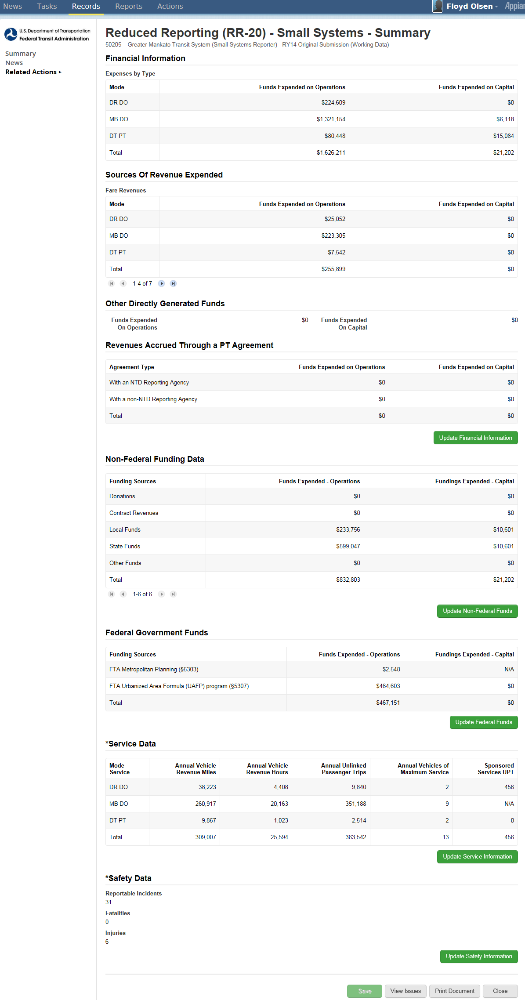 News Tasks Records Reports Actions Floyd Olsen
U.S. Department of Transportation
Federal Transit Administration
Summary
News
Related Actions
Reduced Reporting (RR-20) - Small Systems - Summary
50205 – Greater Mankato Transit System (Small Systems Reporter) - RY14 Original Submission (Working Data)
Financial Information
Expenses by Type
Mode Funds Expended on Operations Funds Expended on Capital
DR DO $224,609 $0
MB DO $1,321,154 $6,118
DT PT $80,448 $15,084
Total $1,626,211 $21,202
Sources Of Revenue Expended
Fare Revenues
Mode Funds Expended on Operations Funds Expended on Capital
DR DO $25,052 $0
MB DO $223,305 $0
DT PT $7,542 $0
Total $255,899 $0
1-4 of 7
Other Directly Generated Funds
Funds Expended On Operations $0 Funds Expended On Capital $0
Revenues Accrued Through a PT Agreement
Agreement Type Funds Expended on Operations Funds Expended on Capital
With an NTD Reporting Agency $0 $0
With a non-NTD Reporting Agency $0 $0
Total $0 $0
Update Financial Information
Non-Federal Funding Data
Funding Sources Funds Expended - Operations Fundings Expended - Capital
Donations $0 $0
Contract Revenues $0 $0
Local Funds $233,756 $10,601
State Funds $599,047 $10,601
Other Funds $0 $0
Total $832,803 $21,202
1-6 of 6
Update Non-Federal Funds
Federal Government Funds
Funding Sources Funds Expended - Operations Fundings Expended - Capital
FTA Metropolitan Planning (§5303) $2,548 N/A
FTA Urbanized Area Formula (UAFP) program (§5307) $464,603 $0
Total $467,151 $0
Update Federal Funds
*Service Data
Mode Service Annual Vehicle Revenue Miles Annual Vehicle Revenue Hours Annual Unlinked Passenger Trips Annual Vehicles of Maximum Service Sponsored Services UPT
DR DO 38,223 4,408 9,840 2 456
MB DO 260,917 20,163 351,188 9 N/A
DT PT 9,867 1,023 2,514 2 0
Total 309,007 25,594 363,542 13 456
Update Service Information
*Safety Data
Reportable Incidents
31
Fatalities
0
Injuries
6
Update Safety Information
Save View Issues Print Document Close